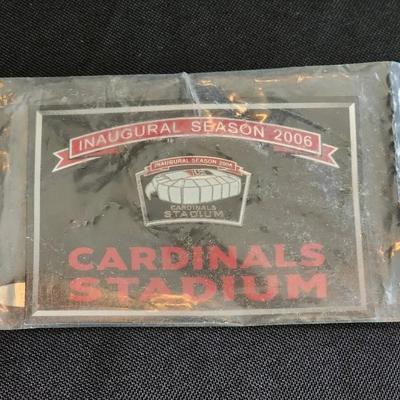 INAUGURAL SEASON 2006
INAUGURAL SEASON 2006
CARDINALS
STADIUM
CARDINALS
STADIUM